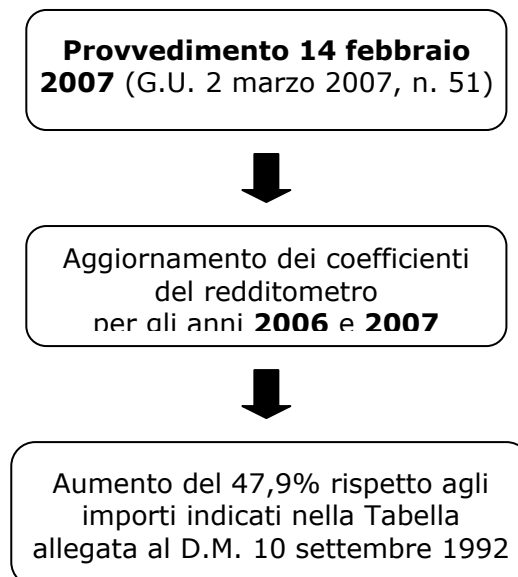 Provvedimento 14 febbraio
2007 (G.U. 2 marzo 2007, n. 51)
Aggiornamento dei coefficienti
del redditometro
per gli anni 2006 e 2007
Aumento del 47,9% rispetto agli
importi indicati nella Tabella
allegata al D.M. 10 settembre 1992